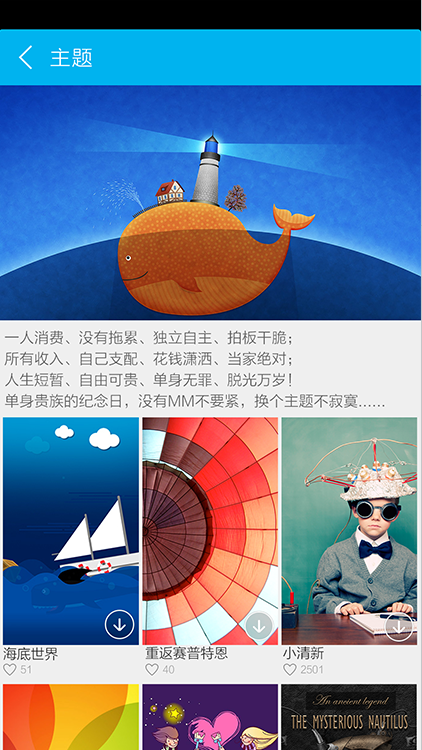 主题
一人消费、没有拖累、独立自主、拍板干脆；
所有收入、自己支配、花钱潇洒、当家绝对；
人生短暂、自由可贵、单身无罪、脱光万岁！
单身贵族的纪念日，没有MM不要紧，换个主题不寂寞……
海底世界
51
重返赛普特恩
40
小清新
2501
An ancient legend
THE MYSTERIOUS NAUTILUS